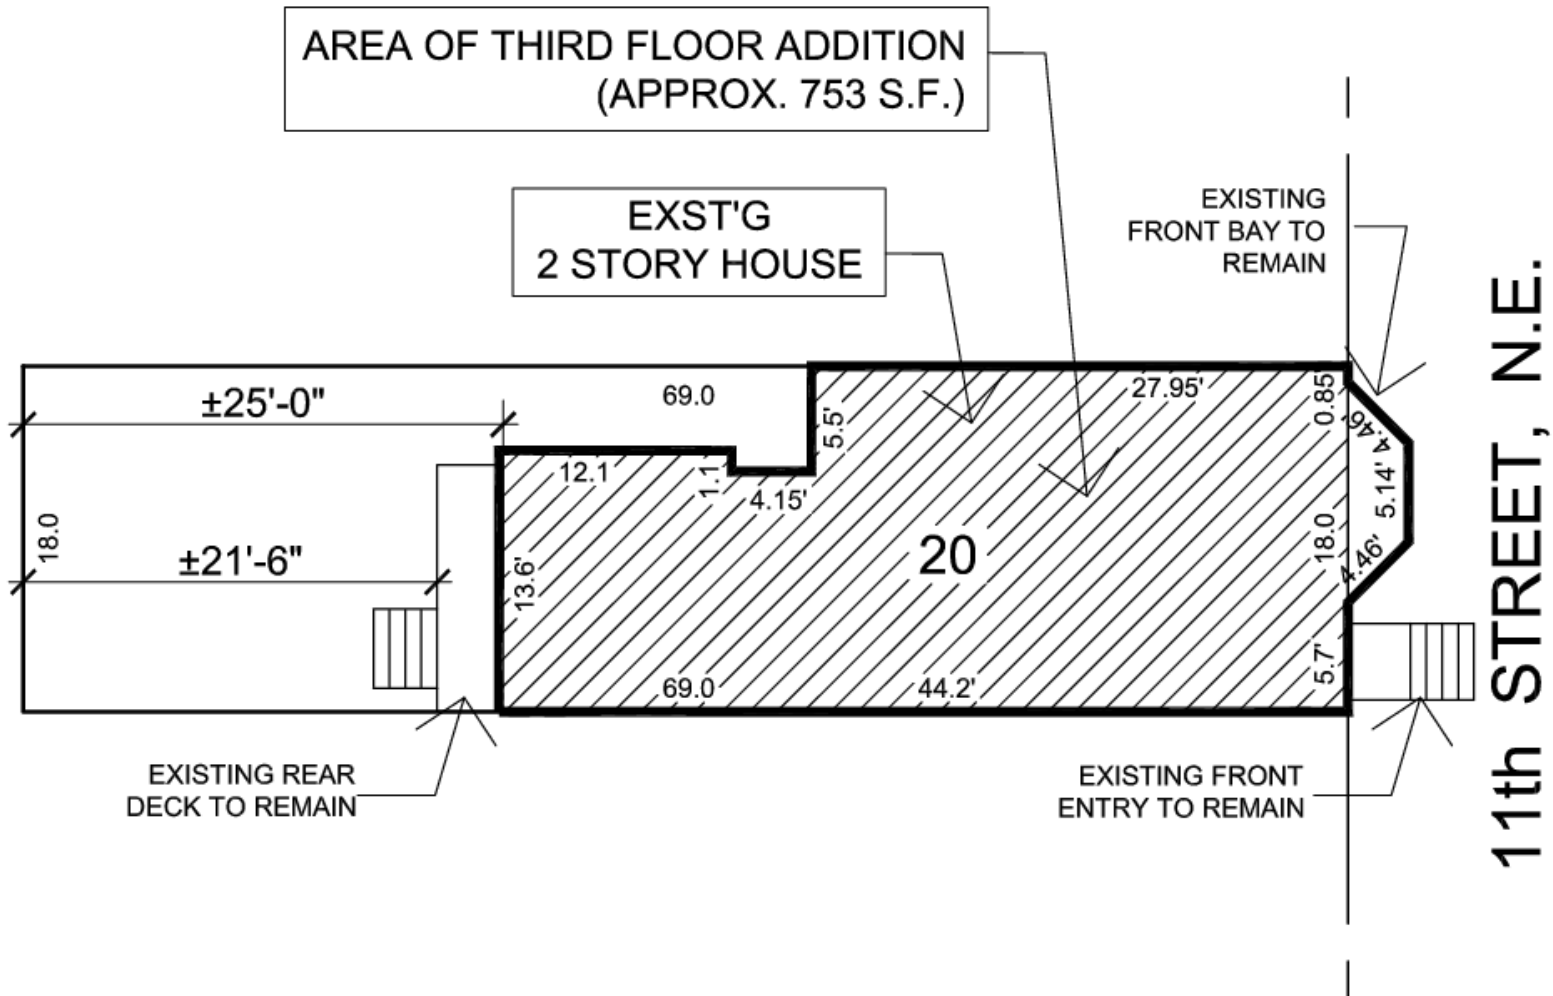 AREA OF THIRD FLOOR ADDITION
(APPROX. 753 S.F.)
EXST'G
2 STORY HOUSE
EXISTING
FRONT BAY TO
REMAIN
±25'-0"
69.0
27.95'
0.85'
5.5'
4.46'
12.1
1.1
4.15'
5.14'
18.0
±21'-6"
13.6'
20
18.0
4.46'
5.7'
69.0
44.2'
11th STREET, N.E.
EXISTING REAR
DECK TO REMAIN
EXISTING FRONT
ENTRY TO REMAIN